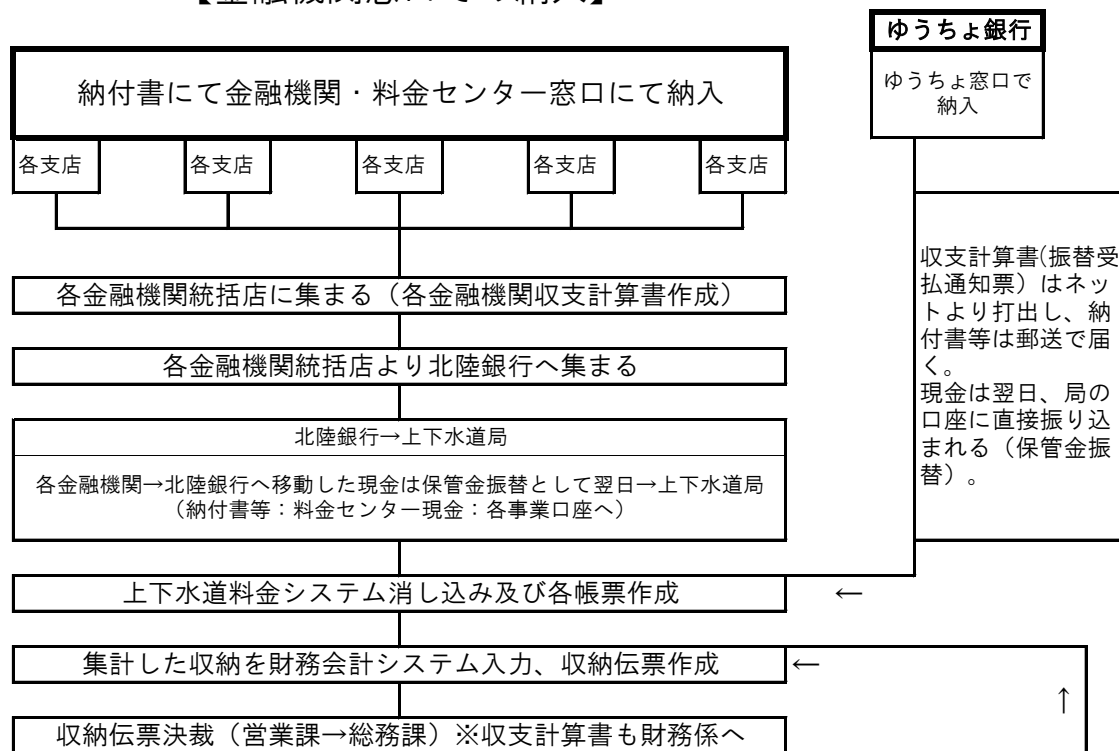 ゆうちょ銀行
ゆうちょ窓口で
納入
納付書にて金融機関・料金センター窓口にて納入
各支店
各支店
各支店
各支店
各支店
収支計算書(振替受
払通知票）はネッ
トより打出し、納
付書等は郵送で届
く。
現金は翌日、局の
口座に直接振り込
まれる（保管金振
替）。
各金融機関統括店に集まる（各金融機関収支計算書作成）
各金融機関統括店より北陸銀行へ集まる
北陸銀行→上下水道局
各金融機関→北陸銀行へ移動した現金は保管金振替として翌日→上下水道局
（納付書等：料金センター現金：各事業口座へ）
上下水道料金システム消し込み及び各帳票作成
←
集計した収納を財務会計システム入力、収納伝票作成
←
↑
収納伝票決裁（営業課→総務課）※収支計算書も財務係へ